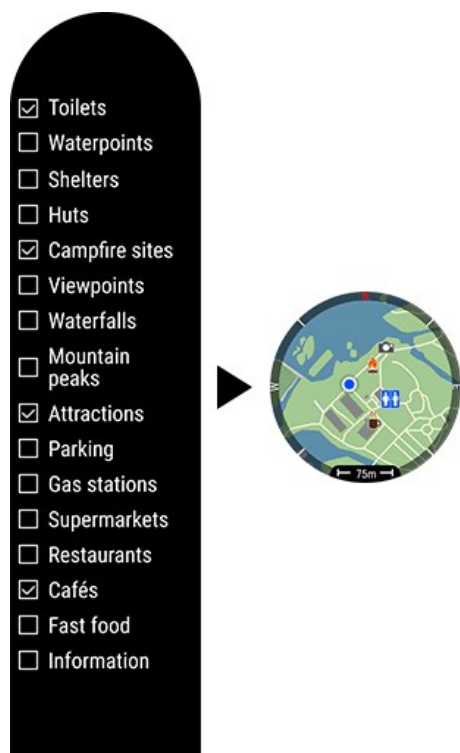 Toilets
Waterpoints
Shelters
Huts
Campfire sites
Viewpoints
Waterfalls
Mountain
peaks
Attractions
Parking
Gas stations
Supermarkets
Restaurants
Cafés
Fast food
Information
N
W
E
75m